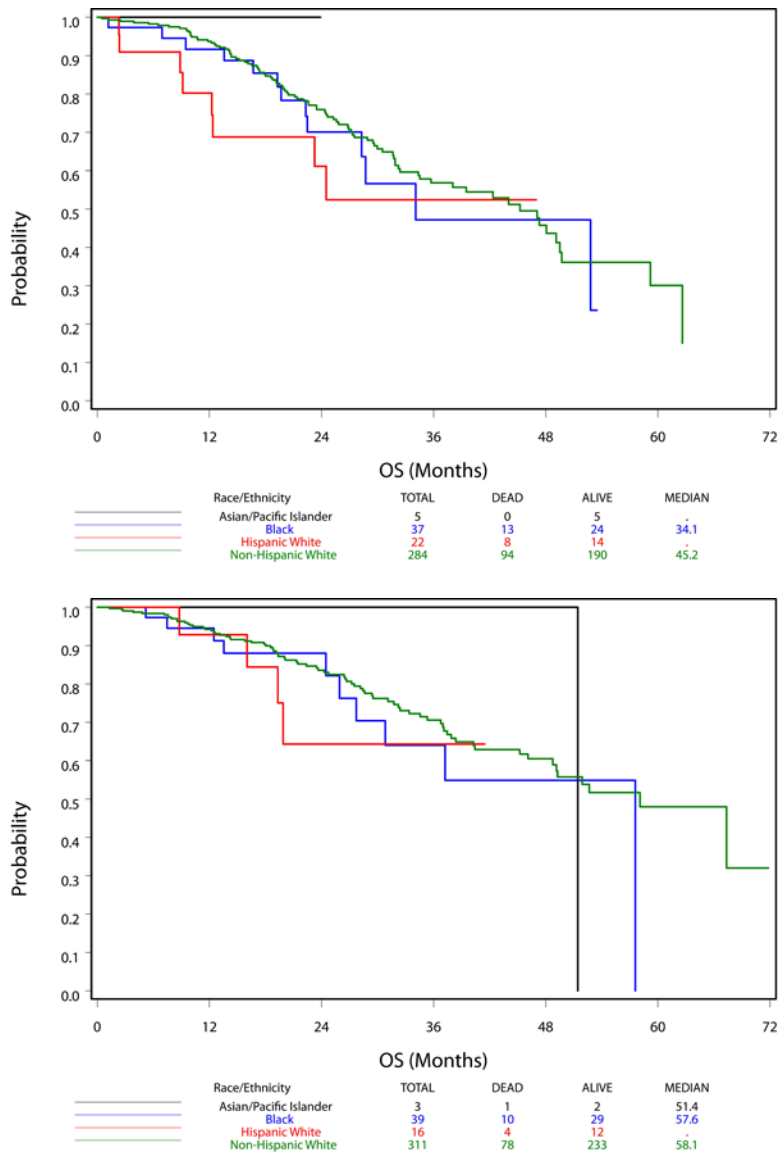 1.0
0.9
0.8
0.7
0.6
0.5
0.4
0.3
0.2
0.1
0.0
Probability
0 12 24 36 48 60 72
OS (Months)
Race/Ethnicity TOTAL DEAD ALIVE MEDIAN
Asian/Pacific Islander 5 0 5 .
Black 37 13 24 34.1
Hispanic White 22 8 14 .
Non-Hispanic White 284 94 190 45.2
1.0
0.9
0.8
0.7
0.6
0.5
0.4
0.3
0.2
0.1
0.0
Probability
0 12 24 36 48 60 72
OS (Months)
Race/Ethnicity TOTAL DEAD ALIVE MEDIAN
Asian/Pacific Islander 3 1 2 51.4
Black 39 10 29 57.6
Hispanic White 16 4 12 .
Non-Hispanic White 311 78 233 58.1